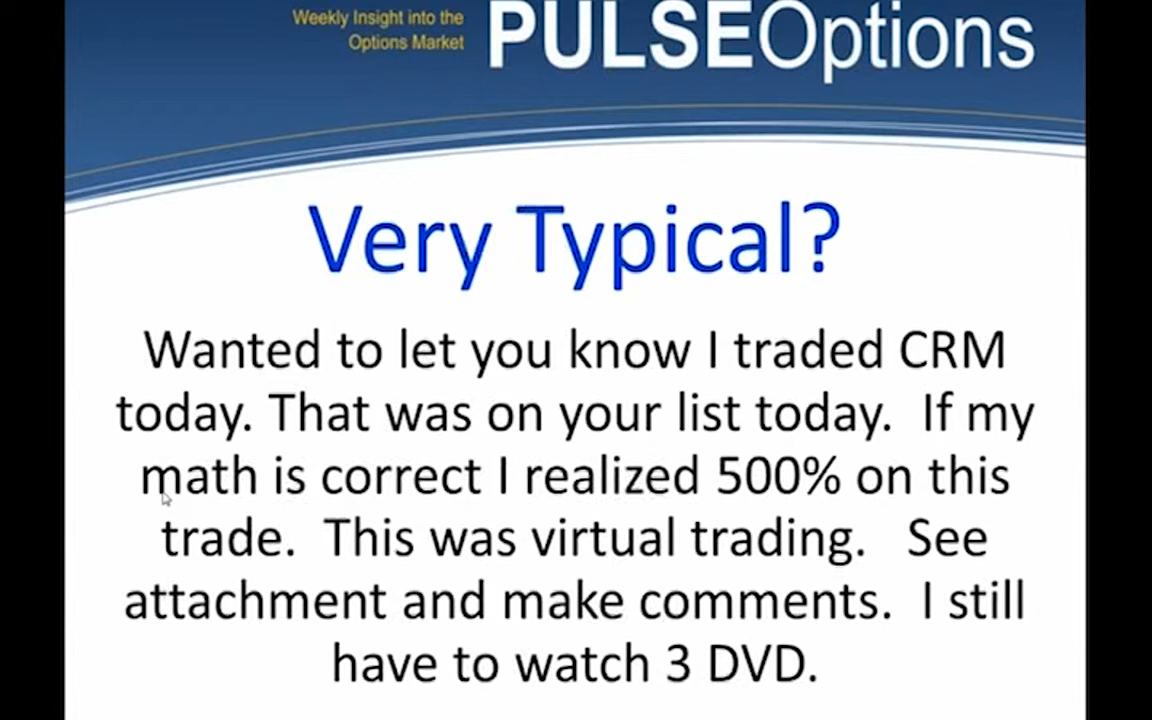 Weekly Insight into the
Options Market
PULSEOptions
Very Typical?
Wanted to let you know I traded CRM
today. That was on your list today.  If my
math is correct I realized 500% on this
trade.  This was virtual trading.   See
attachment and make comments.  I still
have to watch 3 DVD.